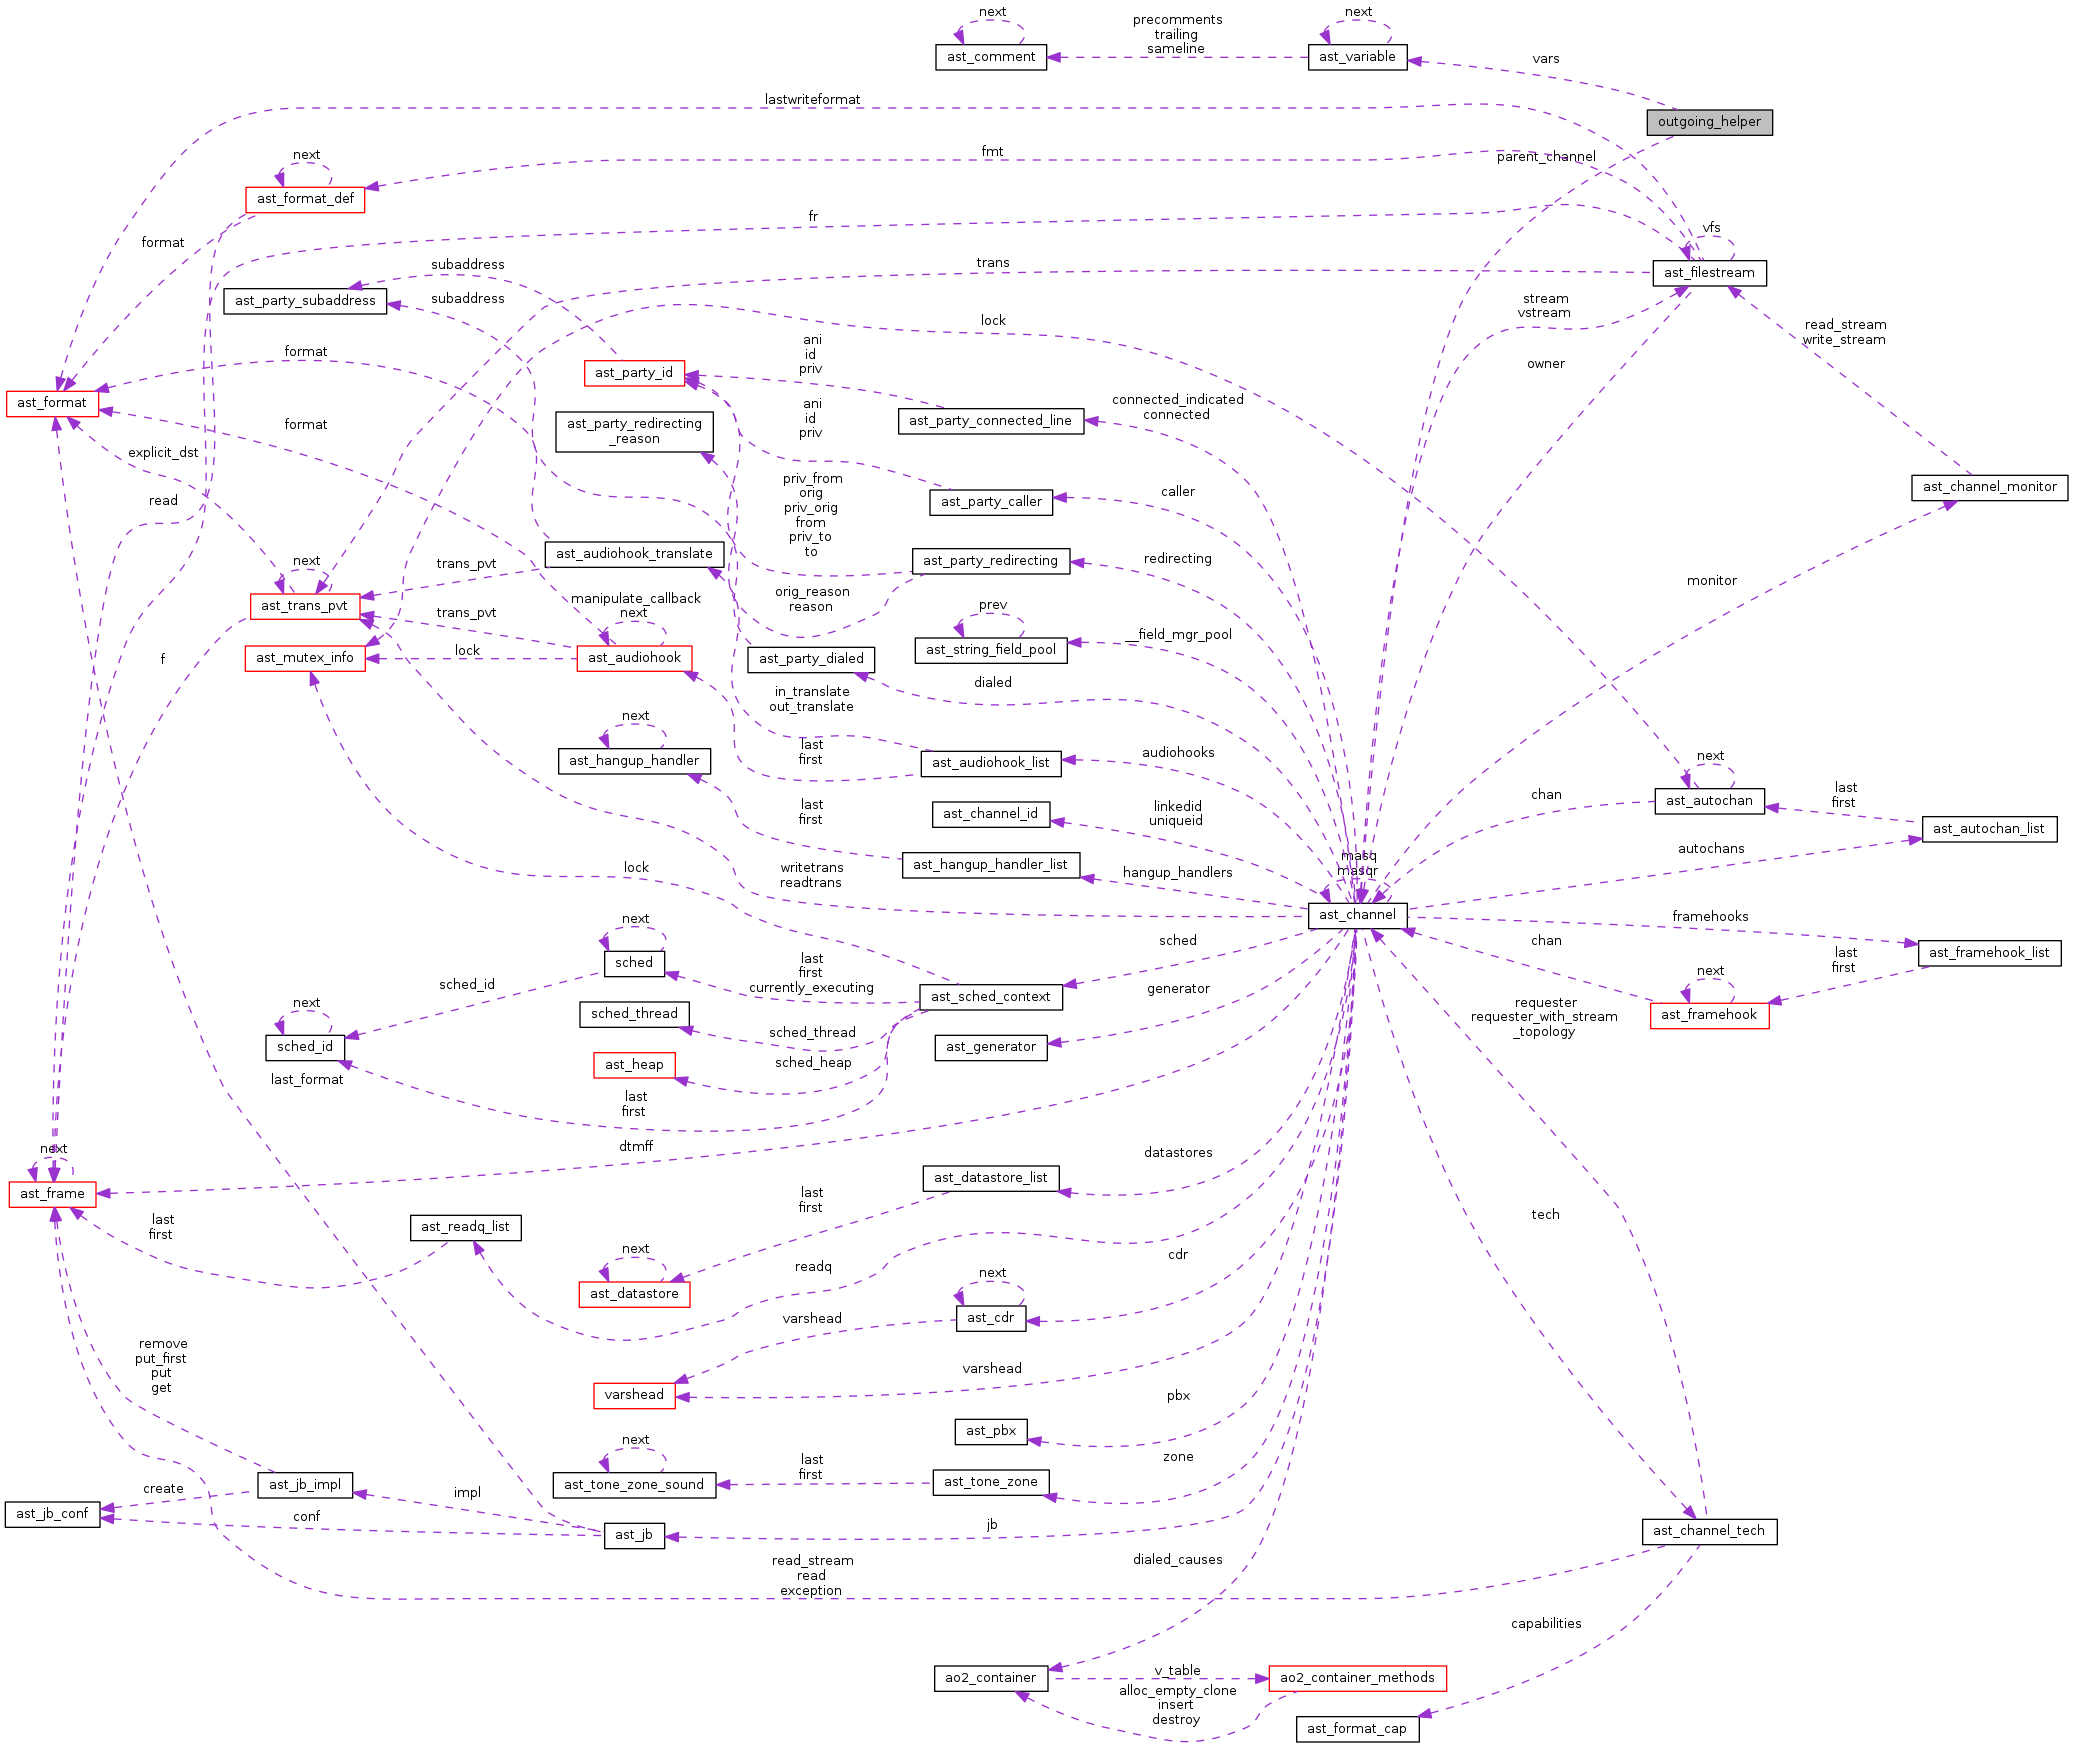 next
precomments
trailing
sameline
next
ast_comment
ast_variable
vars
lastwriteformat
outgoing_helper
next
fmt
parent_channel
ast_format_def
fr
vfs
format
subaddress
trans
ast_filestream
ast_party_subaddress
subaddress
stream
vstream
lock
read_stream
write_stream
format
ani
id
priv
owner
ast_party_id
ast_format
connected_indicated
connected
ani
id
priv
ast_party_connected_line
format
ast_party_redirecting
_reason
explicit_dst
priv_from
orig
priv_orig
from
priv_to
to
ast_channel_monitor
caller
ast_party_caller
read
ast_audiohook_translate
redirecting
ast_party_redirecting
next
trans_pvt
monitor
ast_trans_pvt
manipulate_callback
next
trans_pvt
orig_reason
reason
prev
__field_mgr_pool
ast_string_field_pool
f
ast_mutex_info
lock
ast_audiohook
ast_party_dialed
dialed
in_translate
out_translate
next
ast_hangup_handler
last
first
ast_audiohook_list
audiohooks
next
chan
ast_autochan
last
first
last
first
ast_channel_id
linkedid
uniqueid
ast_autochan_list
autochans
lock
writetrans
readtrans
ast_hangup_handler_list
hangup_handlers
masq
masqr
ast_channel
framehooks
next
sched
sched
chan
ast_framehook_list
last
first
last
first
currently_executing
next
sched_id
ast_sched_context
generator
ast_framehook
next
requester
requester_with_stream
_topology
sched_thread
sched_thread
sched_id
ast_generator
ast_heap
sched_heap
last_format
last
first
dtmff
next
datastores
ast_frame
ast_datastore_list
last
first
tech
last
first
ast_readq_list
next
readq
cdr
ast_datastore
next
varshead
ast_cdr
remove
put_first
put
get
varshead
varshead
pbx
ast_pbx
next
last
first
zone
ast_jb_impl
ast_tone_zone_sound
ast_tone_zone
create
impl
ast_jb_conf
conf
ast_jb
jb
ast_channel_tech
read_stream
read
exception
dialed_causes
capabilities
ao2_container
v_table
ao2_container_methods
alloc_empty_clone
insert
destroy
ast_format_cap